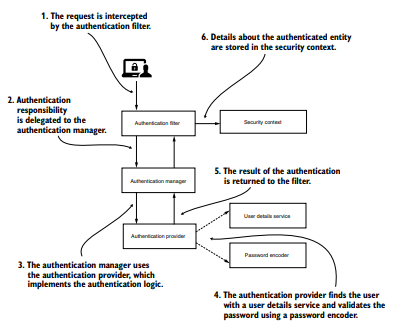 1. The request is intercepted
by the authentication filter.
6. Details about the authenticated entity
are stored in the security context.
2. Authentication
responsibility
is delegated to the
authentication manager.
Authentication filter
Security context
Authentication manager
5. The result of the authentication
is returned to the filter.
User details service
Authentication provider
Password encoder
3. The authentication manager uses
the authentication provider, which
implements the authentication logic.
4. The authentication provider finds the user
with a user details service and validates the
password using a password encoder.